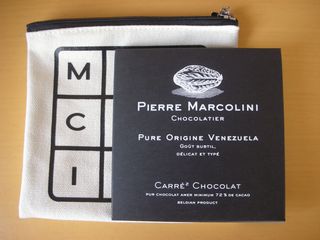 M
C
I
PIERRE MARCOLINI
CHOCOLATIER
PURE ORIGINE VENEZUELA
GOÛT SUBTIL,
DÉLICAT ET TYPÉ
CARRÉ² CHOCOLAT
PUR CHOCOLAT AMER MINIMUM 72% DE CACAO
BELGIAN PRODUCT